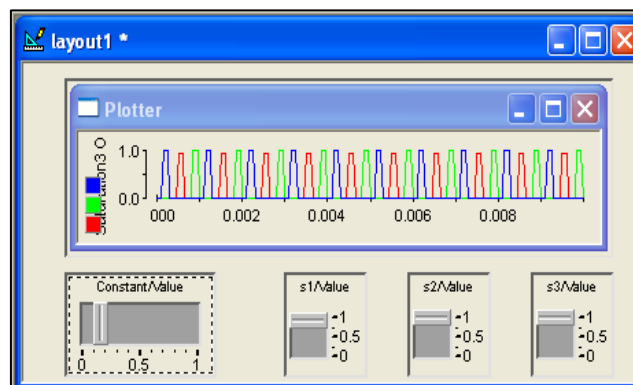 layout1 *
Plotter
Saturation3 O
1.0
0.0
000 0.002 0.004 0.006 0.008
Constant/Value s1/Value s2/Value s3/Value
1 1 1
0.5 0.5 0.5
0 0 0
0 0.5 1